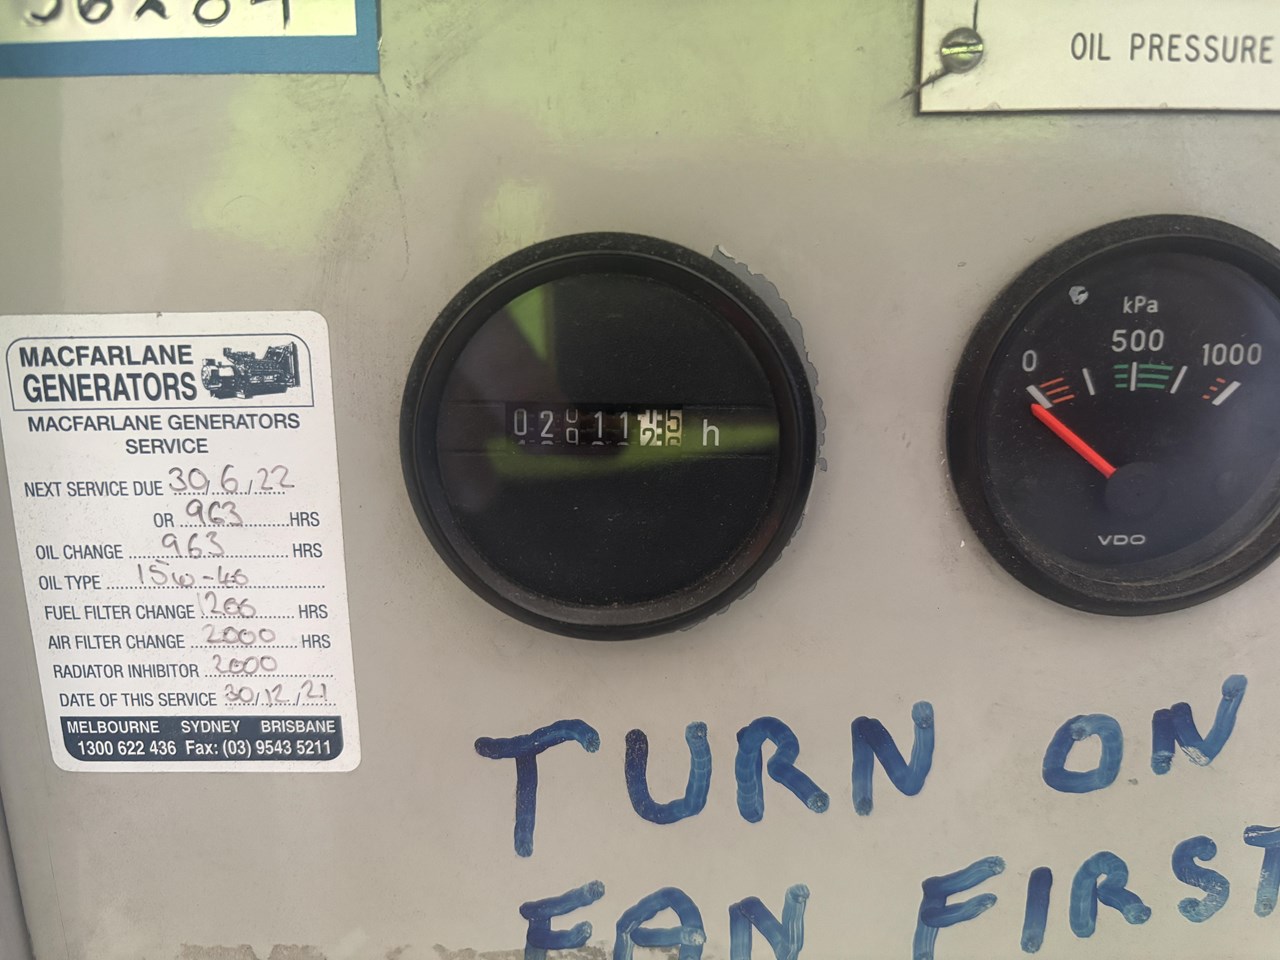 OIL PRESSURE
MACFARLANE
GENERATORS
MACFARLANE GENERATORS
SERVICE
NEXT SERVICE DUE 30/6/22
OR 963 HRS
OIL CHANGE 963 HRS
OIL TYPE 15W-40
FUEL FILTER CHANGE 1200 HRS
AIR FILTER CHANGE 2000 HRS
RADIATOR INHIBITOR 2000
DATE OF THIS SERVICE 30/12/21
MELBOURNE SYDNEY BRISBANE
1300 622 436 Fax: (03) 9543 5211
h
kPa
0 500 1000
VDO
TURN ON
FAN FIRST